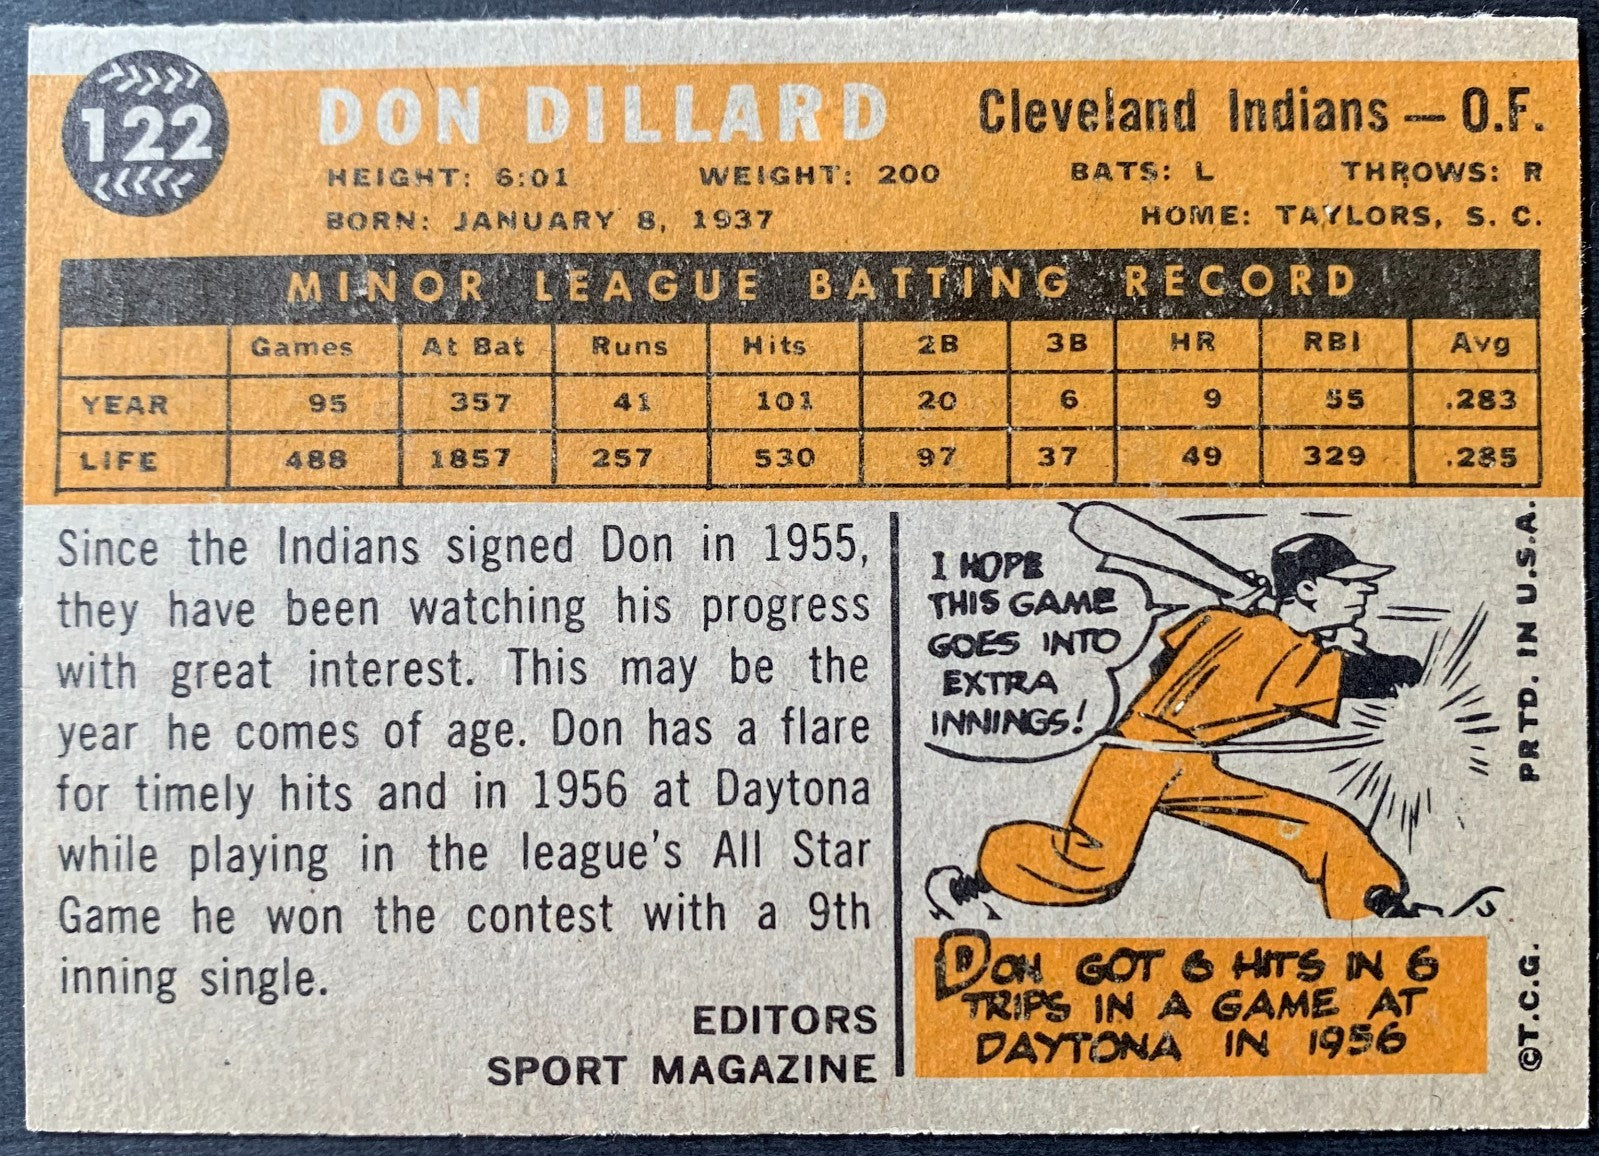 122
DON DILLARD
Cleveland Indians — O.F.
HEIGHT: 6:01 WEIGHT: 200 BATS: L THROWS: R
BORN: JANUARY 8, 1937 HOME: TAYLORS, S. C.
MINOR LEAGUE BATTING RECORD
Games At Bat Runs Hits 2B 3B HR RBI Avg
YEAR 95 357 41 101 20 6 9 55 .283
LIFE 488 1857 257 530 97 37 49 329 .285
Since the Indians signed Don in 1955,
they have been watching his progress
with great interest. This may be the
year he comes of age. Don has a flare
for timely hits and in 1956 at Daytona
while playing in the league's All Star
Game he won the contest with a 9th
inning single.
EDITORS
SPORT MAGAZINE
I HOPE
THIS GAME
GOES INTO
EXTRA
INNINGS!
DON GOT 6 HITS IN 6
TRIPS IN A GAME AT
DAYTONA IN 1956
©T.C.G. PRTD. IN U.S.A.